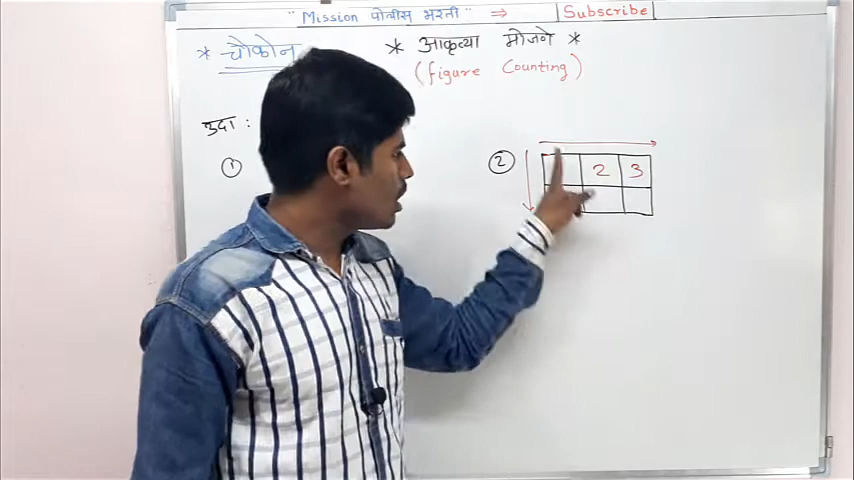 " Mission पोलीस भरती " ⇒ Subscribe
* चौकोन * आकृत्या मोजणे *
(figure Counting)
उदा :
①
② 2 3